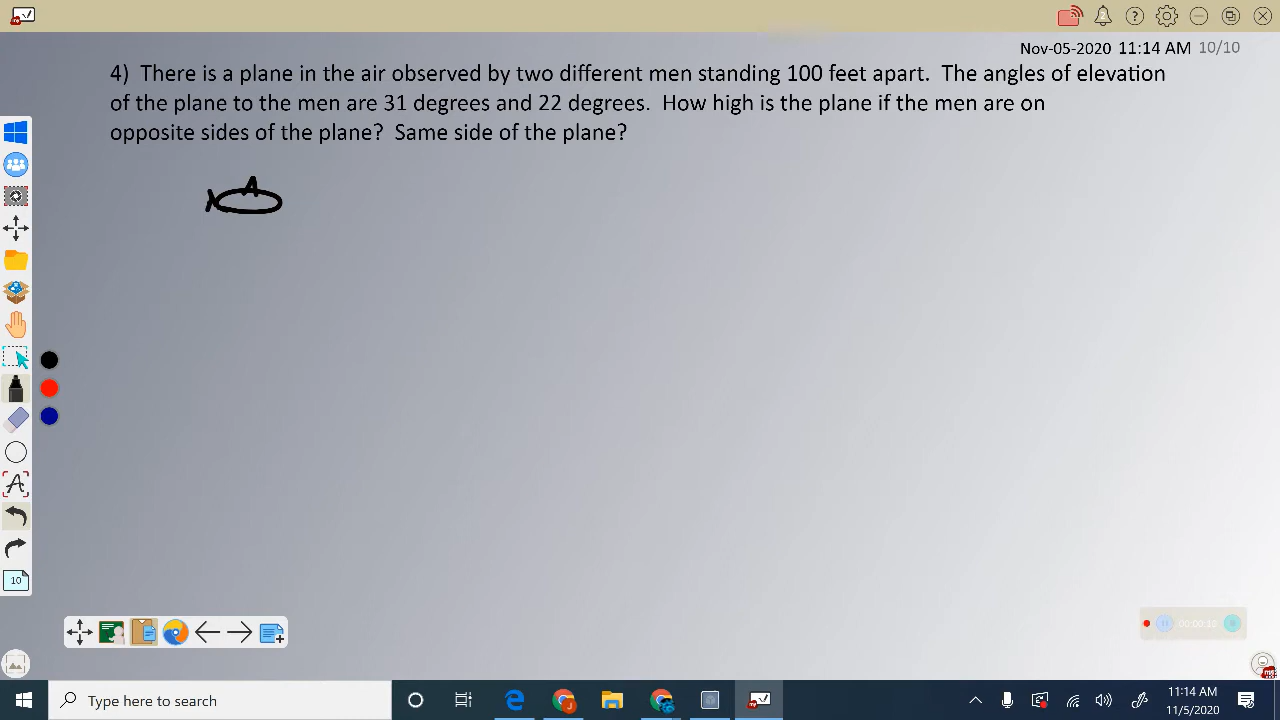 Nov-05-2020 11:14 AM 10/10
4) There is a plane in the air observed by two different men standing 100 feet apart. The angles of elevation
of the plane to the men are 31 degrees and 22 degrees. How high is the plane if the men are on
opposite sides of the plane? Same side of the plane?
10
Type here to search
11:14 AM
11/5/2020